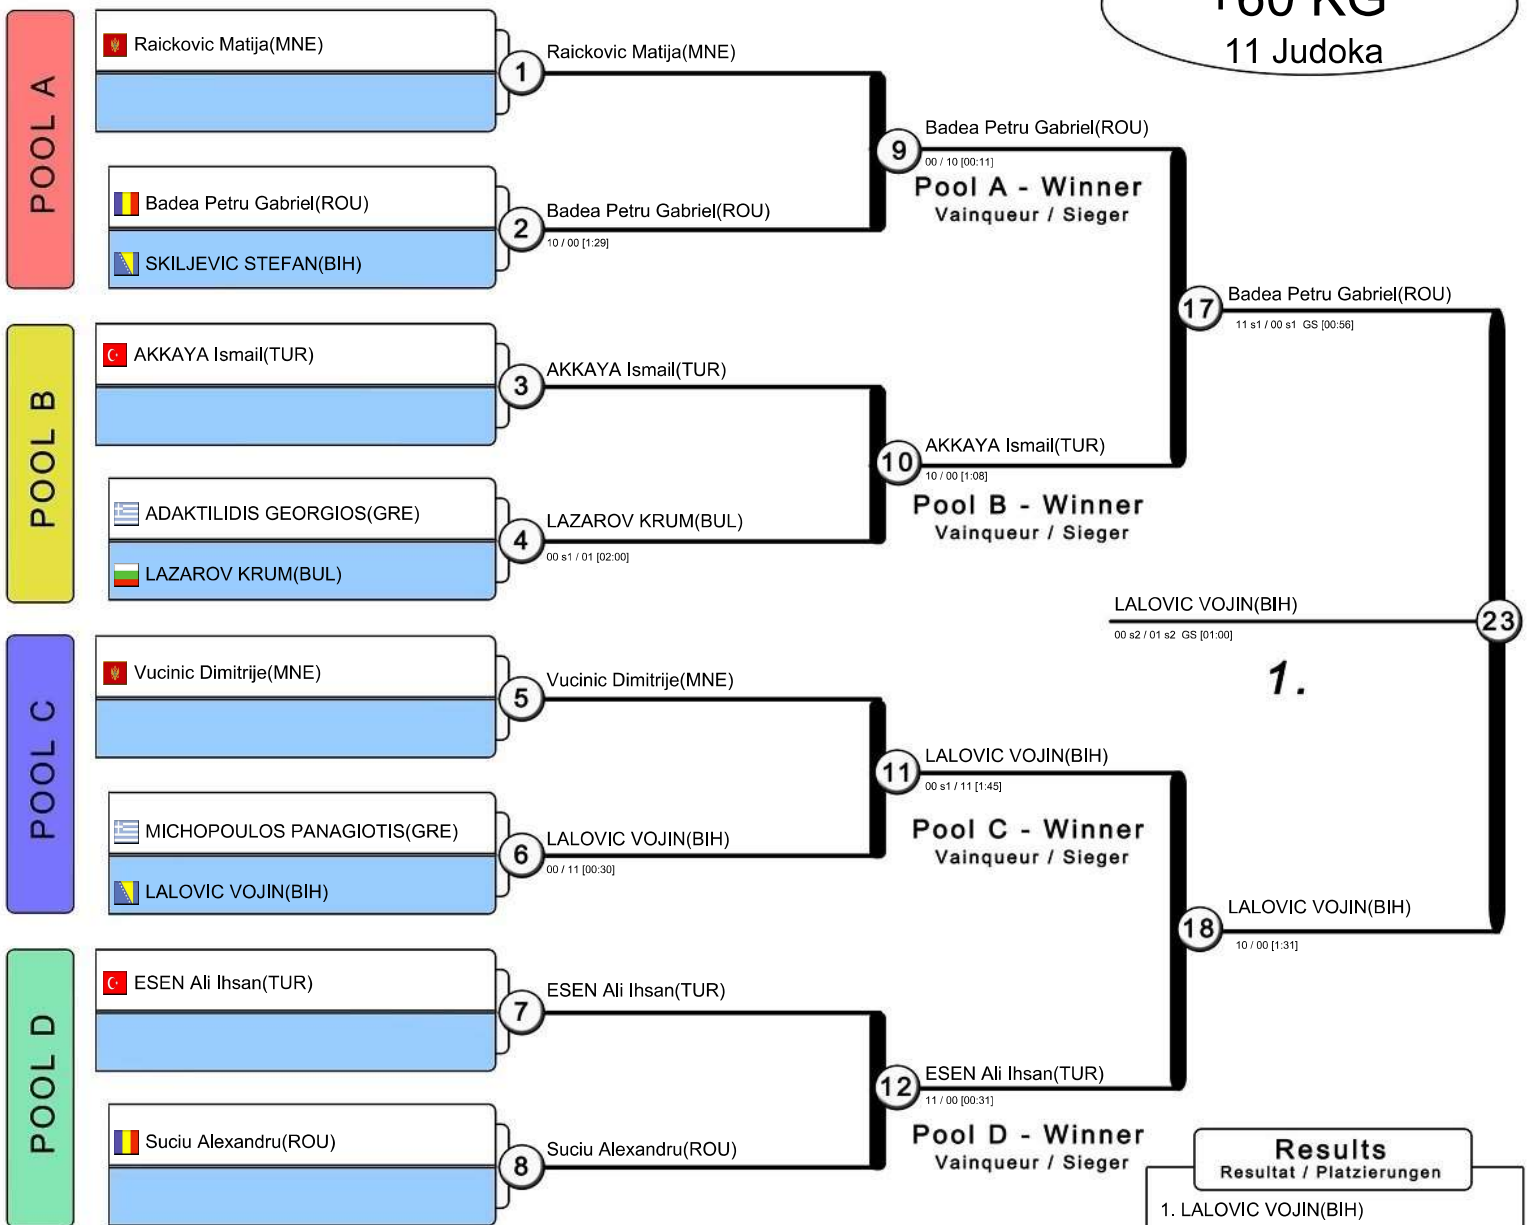 +60 KG
11 Judoka
POOL A
Raickovic Matija(MNE)
1
Raickovic Matija(MNE)
Badea Petru Gabriel(ROU)
SKILJEVIC STEFAN(BIH)
2
Badea Petru Gabriel(ROU)
10 / 00 [1:29]
9
Badea Petru Gabriel(ROU)
00 / 10 [00:11]
Pool A - Winner
Vainqueur / Sieger
POOL B
AKKAYA Ismail(TUR)
3
AKKAYA Ismail(TUR)
ADAKTILIDIS GEORGIOS(GRE)
LAZAROV KRUM(BUL)
4
LAZAROV KRUM(BUL)
00 s1 / 01 [02:00]
10
AKKAYA Ismail(TUR)
10 / 00 [1:08]
Pool B - Winner
Vainqueur / Sieger
17
Badea Petru Gabriel(ROU)
11 s1 / 00 s1 GS [00:56]
LALOVIC VOJIN(BIH)
00 s2 / 01 s2 GS [01:00]
23
1.
POOL C
Vucinic Dimitrije(MNE)
5
Vucinic Dimitrije(MNE)
MICHOPOULOS PANAGIOTIS(GRE)
LALOVIC VOJIN(BIH)
6
LALOVIC VOJIN(BIH)
00 / 11 [00:30]
11
LALOVIC VOJIN(BIH)
00 s1 / 11 [1:45]
Pool C - Winner
Vainqueur / Sieger
18
LALOVIC VOJIN(BIH)
10 / 00 [1:31]
POOL D
ESEN Ali Ihsan(TUR)
7
ESEN Ali Ihsan(TUR)
Suciu Alexandru(ROU)
8
Suciu Alexandru(ROU)
12
ESEN Ali Ihsan(TUR)
11 / 00 [00:31]
Pool D - Winner
Vainqueur / Sieger
Results
Resultat / Platzierungen
1. LALOVIC VOJIN(BIH)